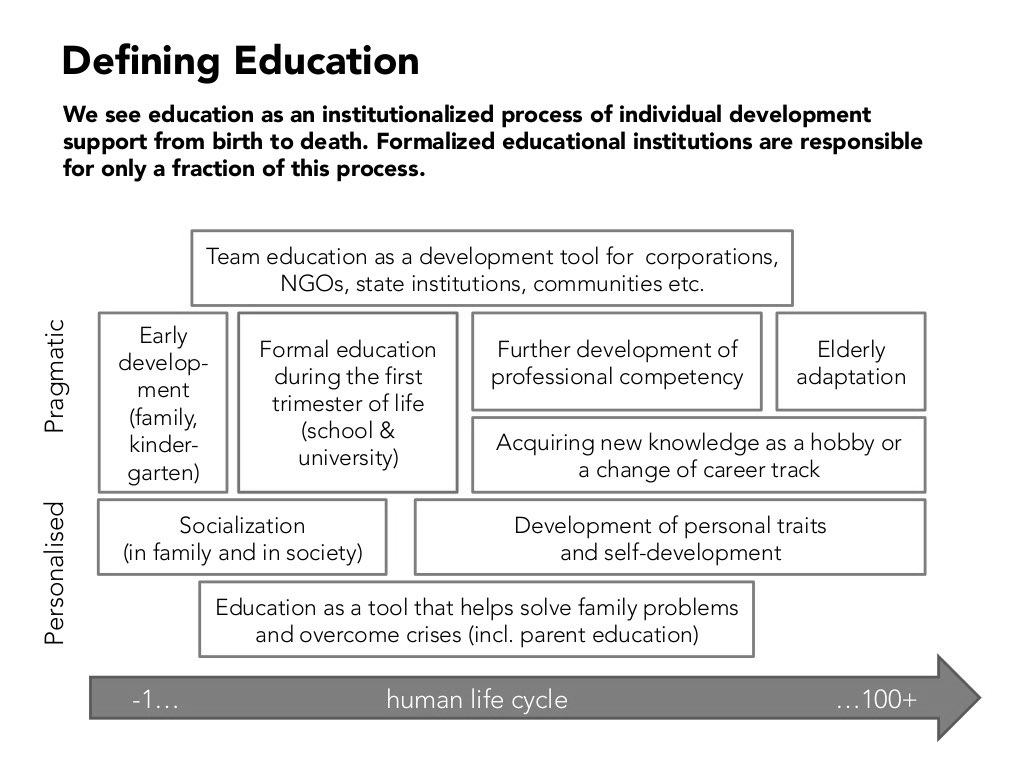 Defining Education
We see education as an institutionalized process of individual development
support from birth to death. Formalized educational institutions are responsible
for only a fraction of this process.
Team education as a development tool for corporations,
NGOs, state institutions, communities etc.
Pragmatic
Early
develop-
ment
(family,
kinder-
garten)
Formal education
during the first
trimester of life
(school &
university)
Further development of
professional competency
Elderly
adaptation
Acquiring new knowledge as a hobby or
a change of career track
Personalised
Socialization
(in family and in society)
Development of personal traits
and self-development
Education as a tool that helps solve family problems
and overcome crises (incl. parent education)
-1… human life cycle …100+